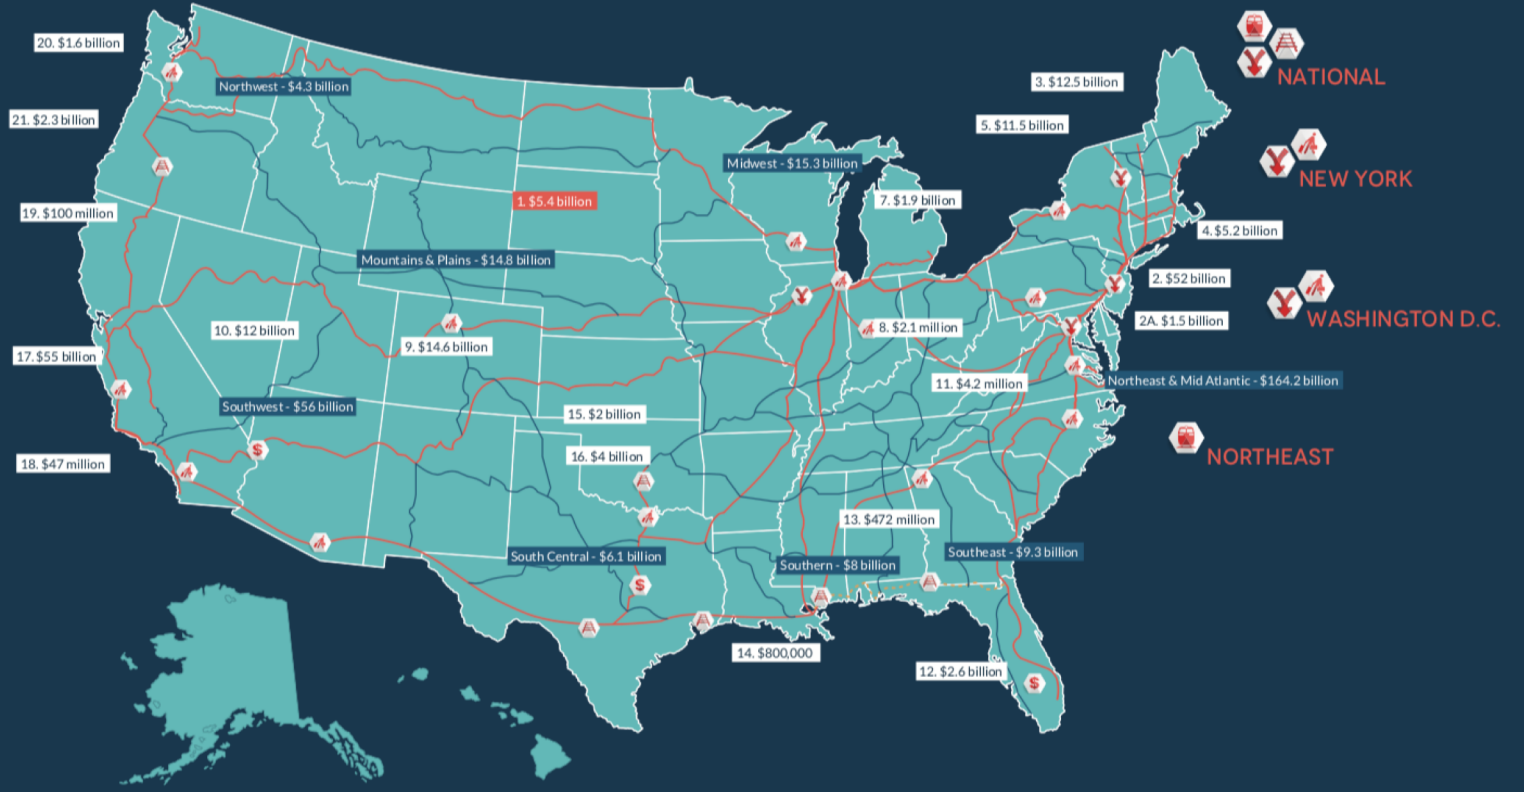 20. $1.6 billion
Northwest - $4.3 billion
21. $2.3 billion
3. $12.5 billion
5. $11.5 billion
NATIONAL
Midwest - $15.3 billion
NEW YORK
1. $5.4 billion
7. $1.9 billion
19. $100 million
4. $5.2 billion
Mountains & Plains - $14.8 billion
2. $52 billion
10. $12 billion
8. $2.1 million
2A. $1.5 billion
WASHINGTON D.C.
17. $55 billion
9. $14.6 billion
11. $4.2 million
Northeast & Mid Atlantic - $164.2 billion
Southwest - $56 billion
15. $2 billion
18. $47 million
16. $4 billion
$
NORTHEAST
13. $472 million
South Central - $6.1 billion
Southern - $8 billion
Southeast - $9.3 billion
$
14. $800,000
12. $2.6 billion
$